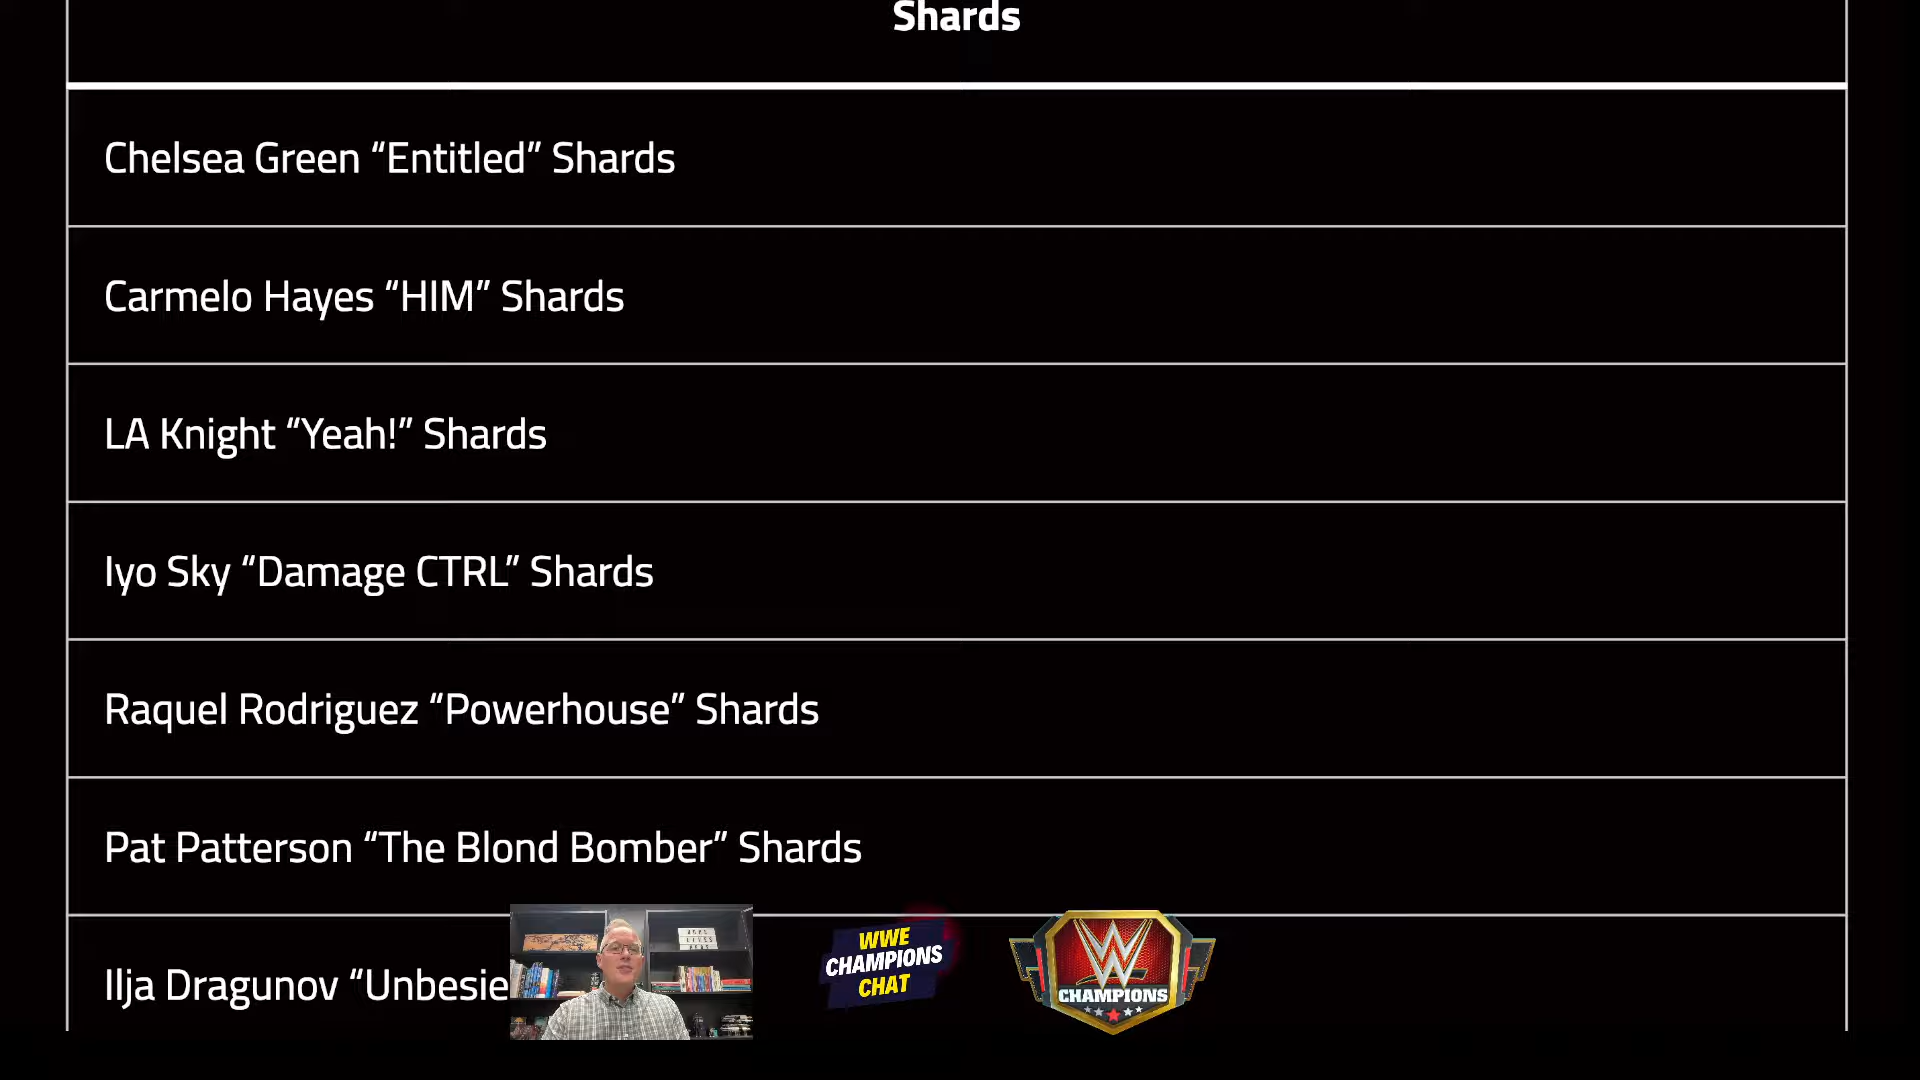 Shards
Chelsea Green “Entitled” Shards
Carmelo Hayes “HIM” Shards
LA Knight “Yeah!” Shards
Iyo Sky “Damage CTRL” Shards
Raquel Rodriguez “Powerhouse” Shards
Pat Patterson “The Blond Bomber” Shards
Ilja Dragunov “Unbesie
WWE
CHAMPIONS
CHAT
W
CHAMPIONS